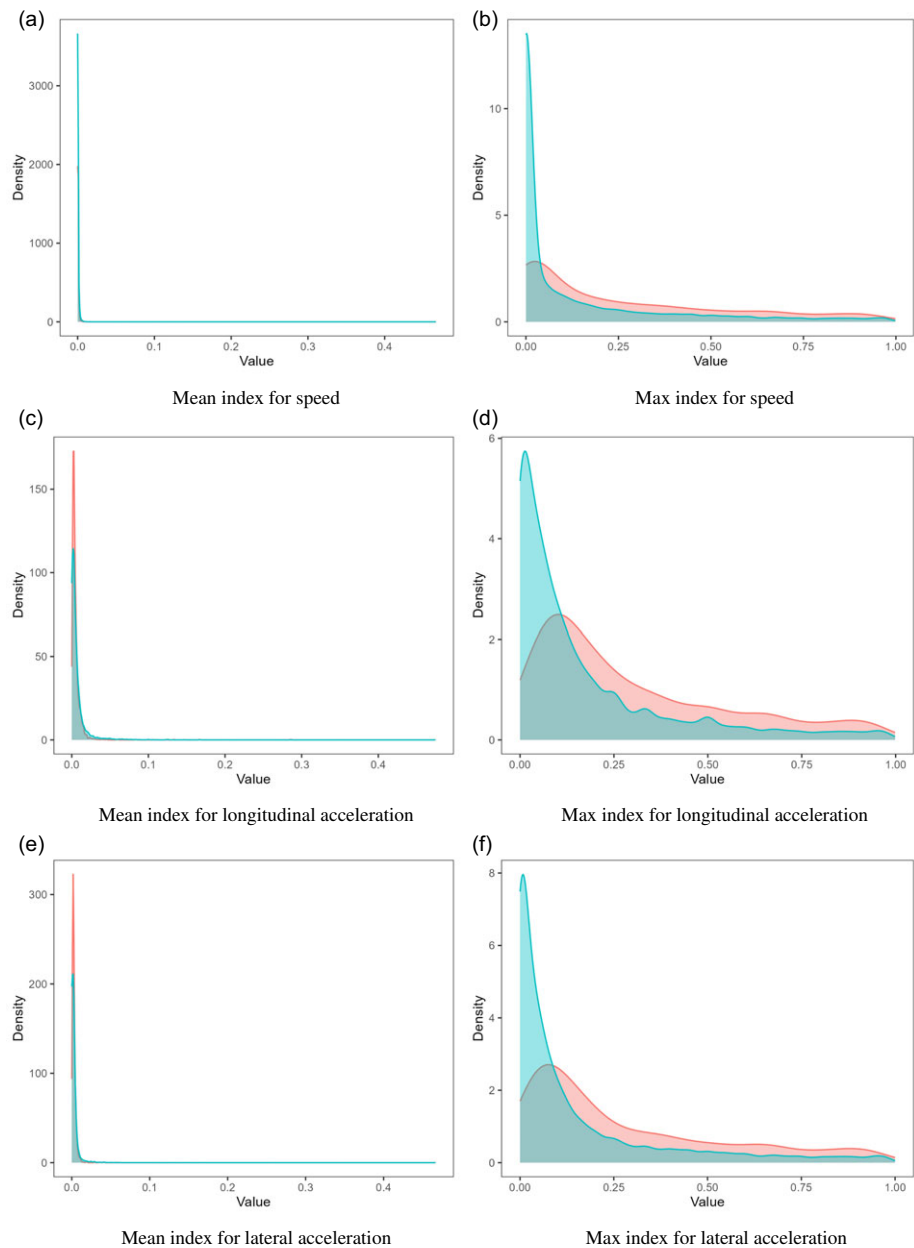 (a)
(b)
3000
2000
1000
0
Density
0.0 0.1 0.2 0.3 0.4
Value
10
5
0
Density
0.00 0.25 0.50 0.75 1.00
Value
Mean index for speed
Max index for speed
(c)
(d)
150
100
50
0
Density
0.0 0.1 0.2 0.3 0.4
Value
6
4
2
0
Density
0.00 0.25 0.50 0.75 1.00
Value
Mean index for longitudinal acceleration
Max index for longitudinal acceleration
(e)
(f)
300
200
100
0
Density
0.0 0.1 0.2 0.3 0.4
Value
8
6
4
2
0
Density
0.00 0.25 0.50 0.75 1.00
Value
Mean index for lateral acceleration
Max index for lateral acceleration